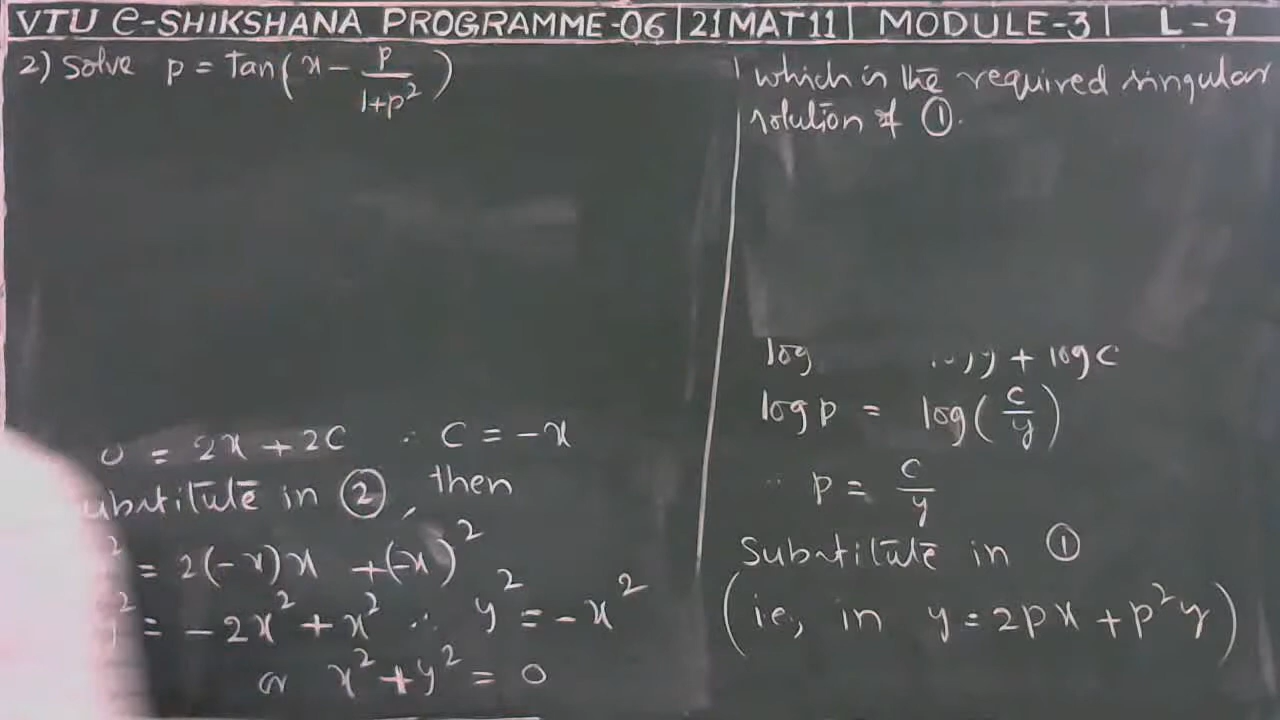 VTU e-SHIKSHANA PROGRAMME-06 | 21MAT11 | MODULE-3 | L-9
2) Solve p = Tan(x - p/(1+p²))
0 = 2x + 2C ∴ C = -x
ubstitute in ②, then
² = 2(-x)x + (-x)²
² = -2x² + x² ∴ y² = -x²
or x² + y² = 0
which is the required singular
solution of ①.
log y + log C
log p = log(c/y)
∴ p = c/y
Substitute in ①
(ie, in y = 2px + p²y)